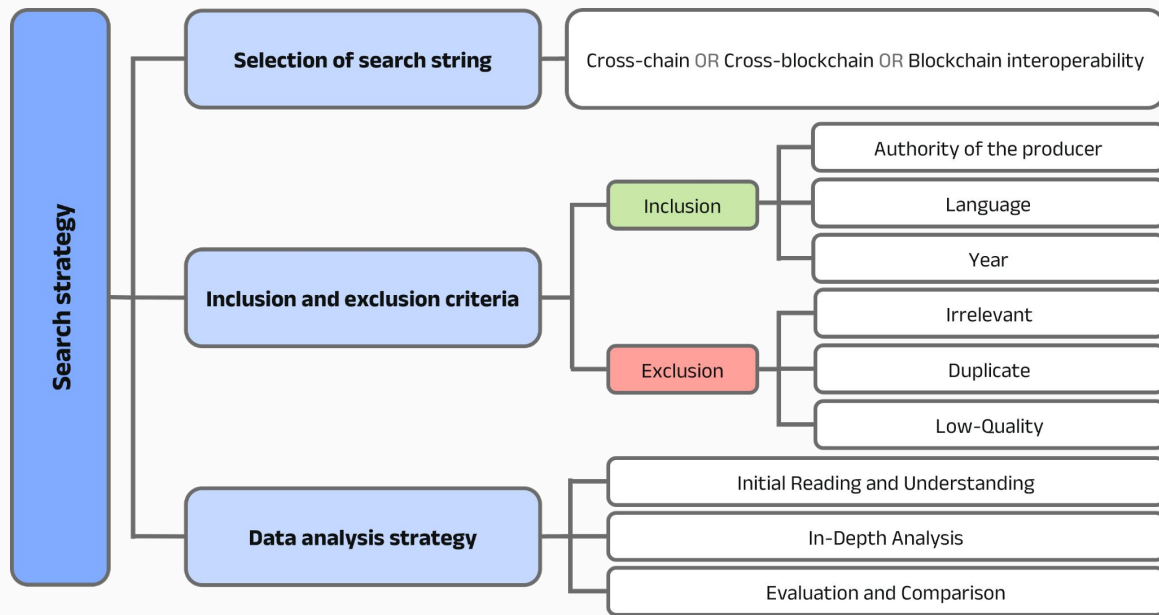 Search strategy
Selection of search string
Cross-chain OR Cross-blockchain OR Blockchain interoperability
Inclusion and exclusion criteria
Inclusion
Authority of the producer
Language
Year
Exclusion
Irrelevant
Duplicate
Low-Quality
Data analysis strategy
Initial Reading and Understanding
In-Depth Analysis
Evaluation and Comparison